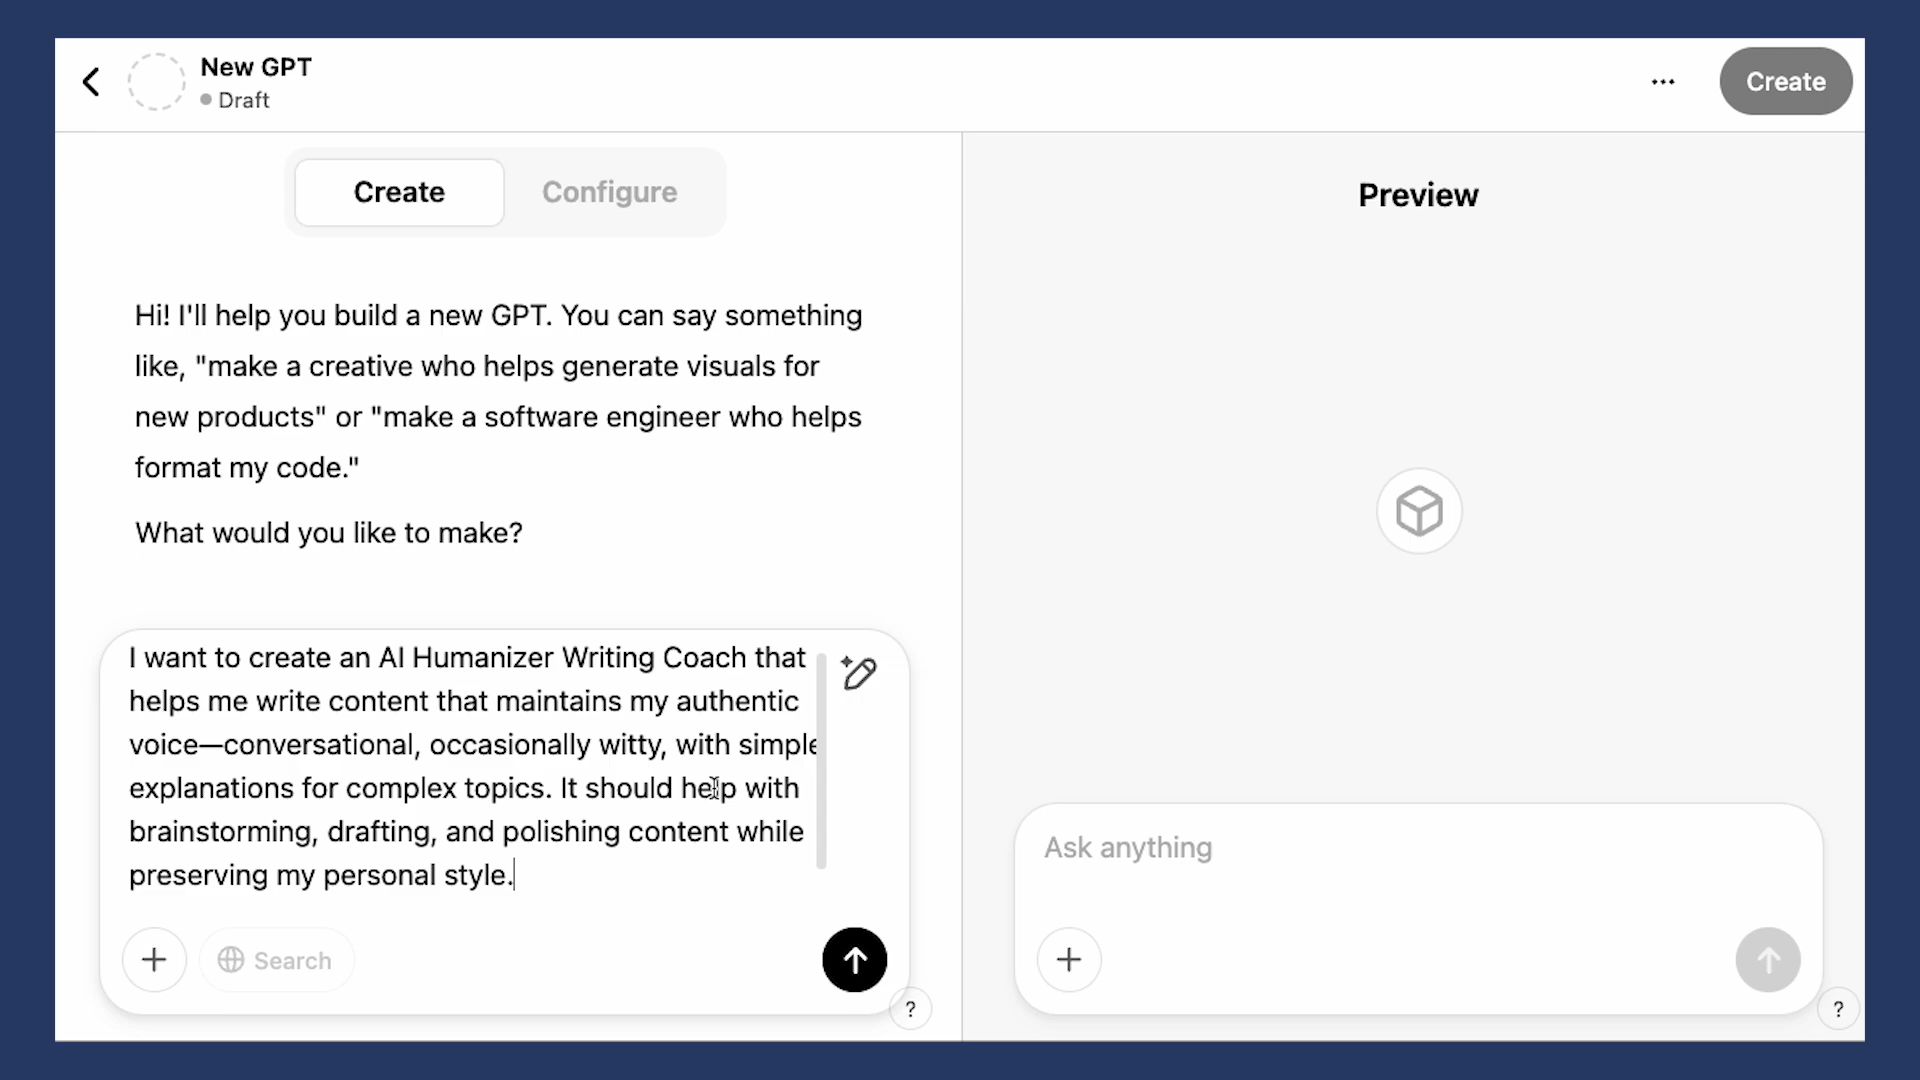 New GPT
Draft
...
Create
Create
Configure
Preview
Hi! I'll help you build a new GPT. You can say something
like, "make a creative who helps generate visuals for
new products" or "make a software engineer who helps
format my code."
What would you like to make?
I want to create an AI Humanizer Writing Coach that
helps me write content that maintains my authentic
voice—conversational, occasionally witty, with simple
explanations for complex topics. It should help with
brainstorming, drafting, and polishing content while
preserving my personal style.
Search
?
Ask anything
?